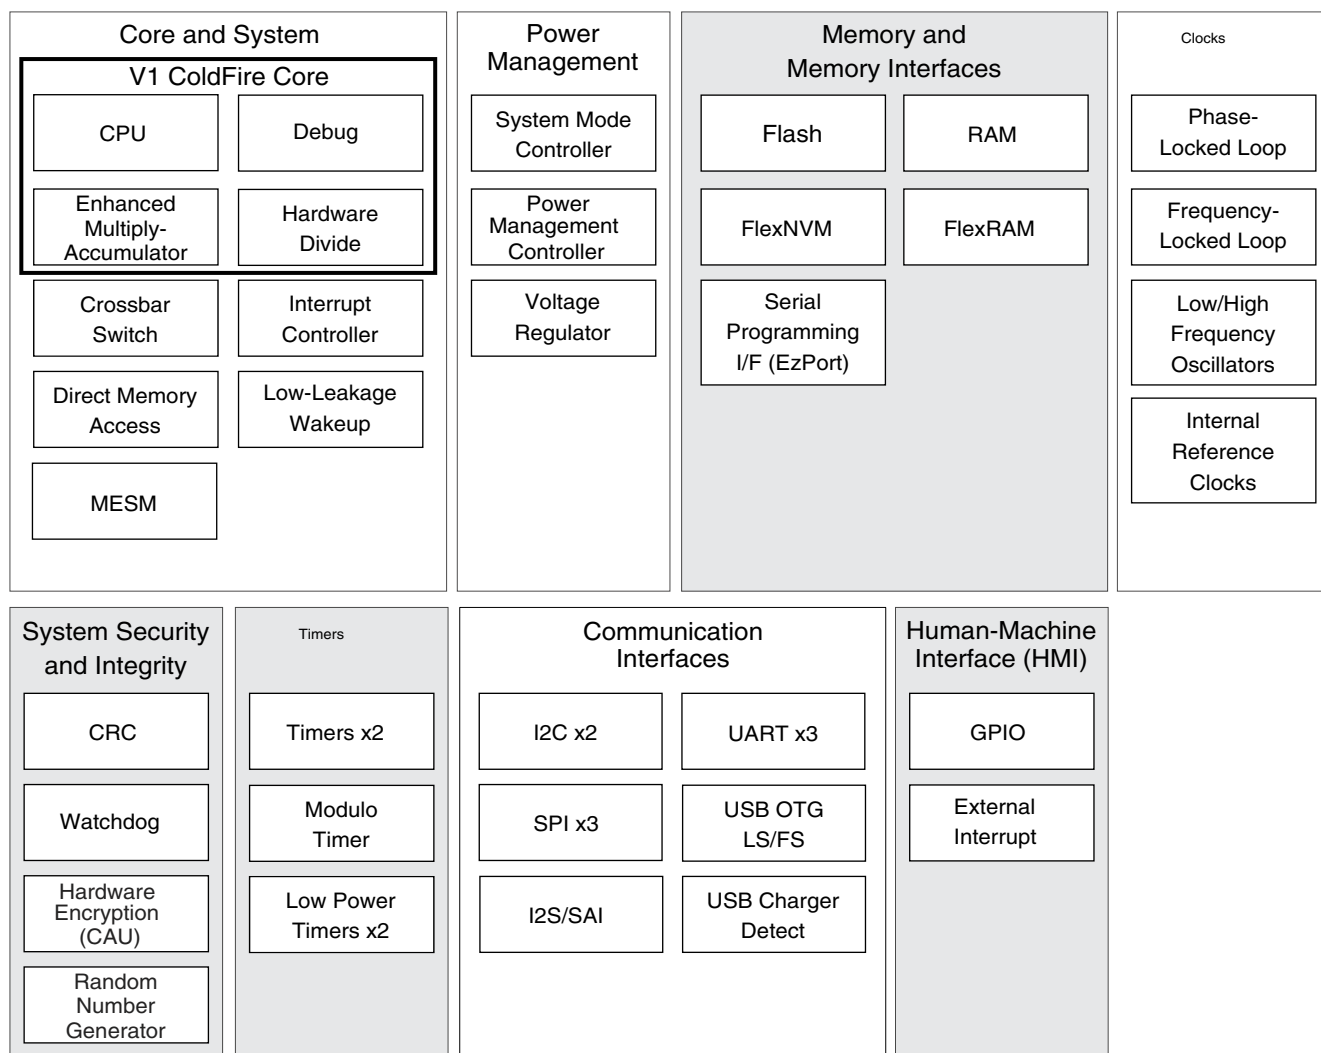 Core and System
V1 ColdFire Core
CPU
Debug
Enhanced
Multiply-
Accumulator
Hardware
Divide
Crossbar
Switch
Interrupt
Controller
Direct Memory
Access
Low-Leakage
Wakeup
MESM
Power
Management
System Mode
Controller
Power
Management
Controller
Voltage
Regulator
Memory and
Memory Interfaces
Flash
RAM
FlexNVM
FlexRAM
Serial
Programming
I/F (EzPort)
Clocks
Phase-
Locked Loop
Frequency-
Locked Loop
Low/High
Frequency
Oscillators
Internal
Reference
Clocks
System Security
and Integrity
CRC
Watchdog
Hardware
Encryption
(CAU)
Random
Number
Generator
Timers
Timers x2
Modulo
Timer
Low Power
Timers x2
Communication
Interfaces
I2C x2
UART x3
SPI x3
USB OTG
LS/FS
I2S/SAI
USB Charger
Detect
Human-Machine
Interface (HMI)
GPIO
External
Interrupt